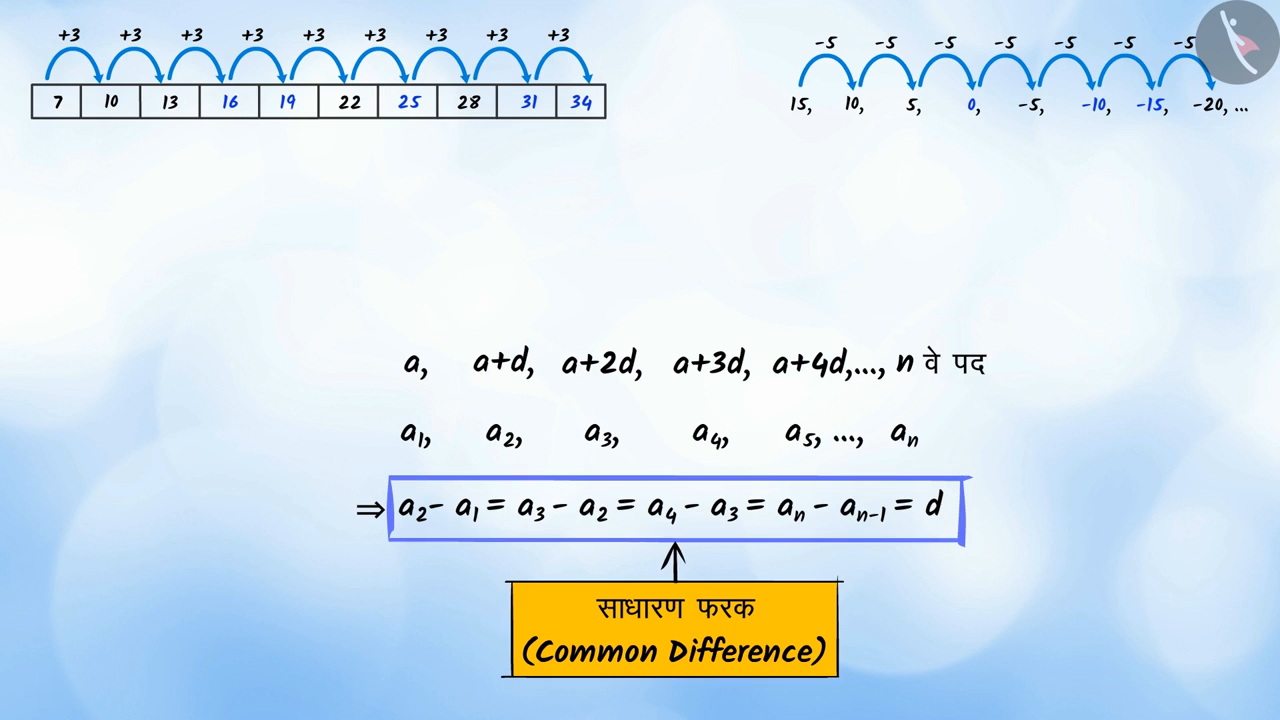 +3 +3 +3 +3 +3 +3 +3 +3 +3
7 10 13 16 19 22 25 28 31 34
-5 -5 -5 -5 -5 -5 -5
15, 10, 5, 0, -5, -10, -15, -20, ...
a, a+d, a+2d, a+3d, a+4d,..., n वे पद
a₁, a₂, a₃, a₄, a₅, ..., aₙ
⇒ a₂- a₁ = a₃ - a₂ = a₄ - a₃ = aₙ - aₙ₋₁ = d
साधारण फरक
(Common Difference)